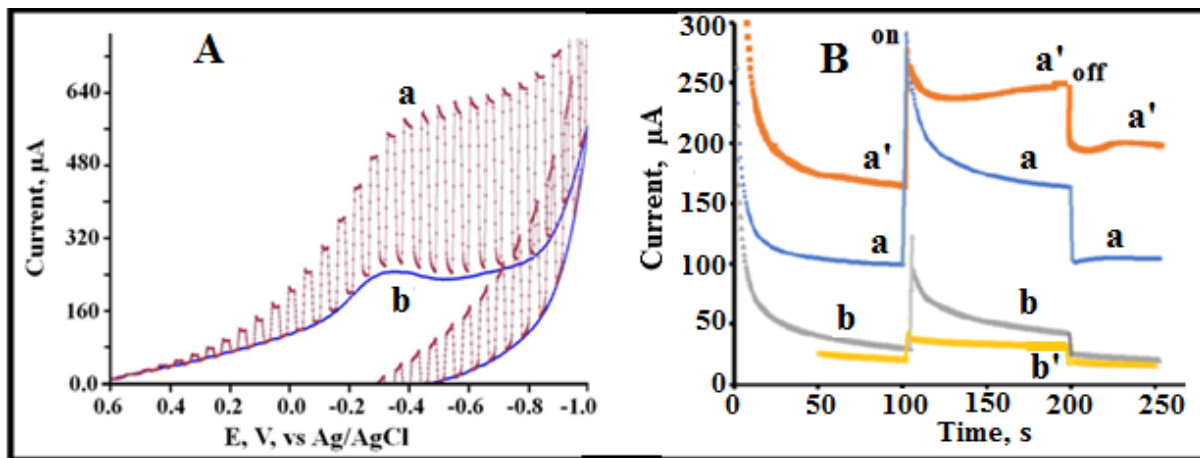 A
a
b
Current, µA
640
480
320
160
0.0
0.6
0.4
0.2
0.0
-0.2
-0.4
-0.6
-0.8
-1.0
E, V, vs Ag/AgCl
B
on
off
a'
a'
a'
a
a
a
b
b
b'
Current, µA
300
250
200
150
100
50
0
0
50
100
150
200
250
Time, s